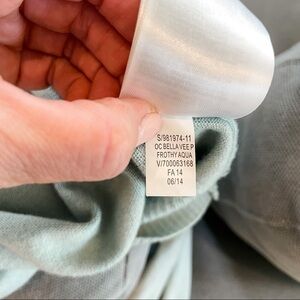 S/981974-11
OC BELLA VEE P
FROTHY AQUA
V/700063168
FA 14
06/14